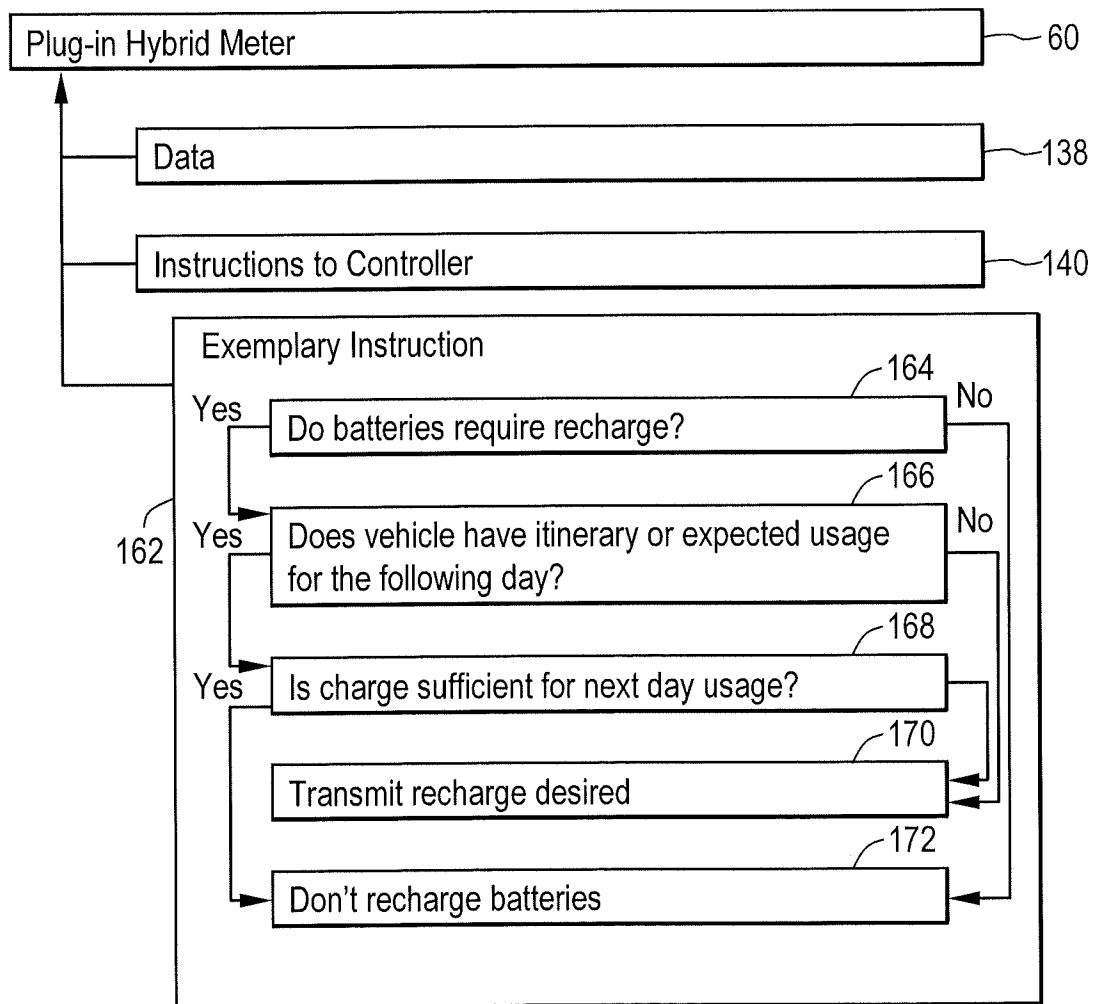 Plug-in Hybrid Meter
60
Data
138
Instructions to Controller
140
Exemplary Instruction
164
Yes
No
Do batteries require recharge?
166
Yes
No
Does vehicle have itinerary or expected usage
for the following day?
162
168
Yes
Is charge sufficient for next day usage?
170
Transmit recharge desired
172
Don't recharge batteries